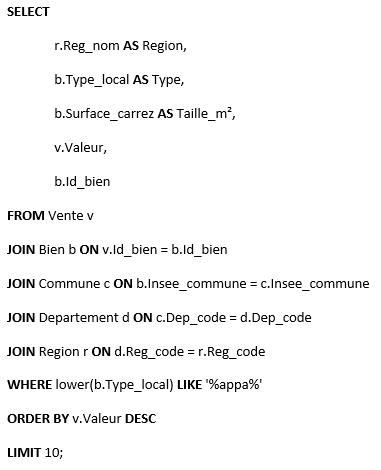 SELECT
r.Reg_nom AS Region,
b.Type_local AS Type,
b.Surface_carrez AS Taille_m²,
v.Valeur,
b.Id_bien
FROM Vente v
JOIN Bien b ON v.Id_bien = b.Id_bien
JOIN Commune c ON b.Insee_commune = c.Insee_commune
JOIN Departement d ON c.Dep_code = d.Dep_code
JOIN Region r ON d.Reg_code = r.Reg_code
WHERE lower(b.Type_local) LIKE '%appa%'
ORDER BY v.Valeur DESC
LIMIT 10;